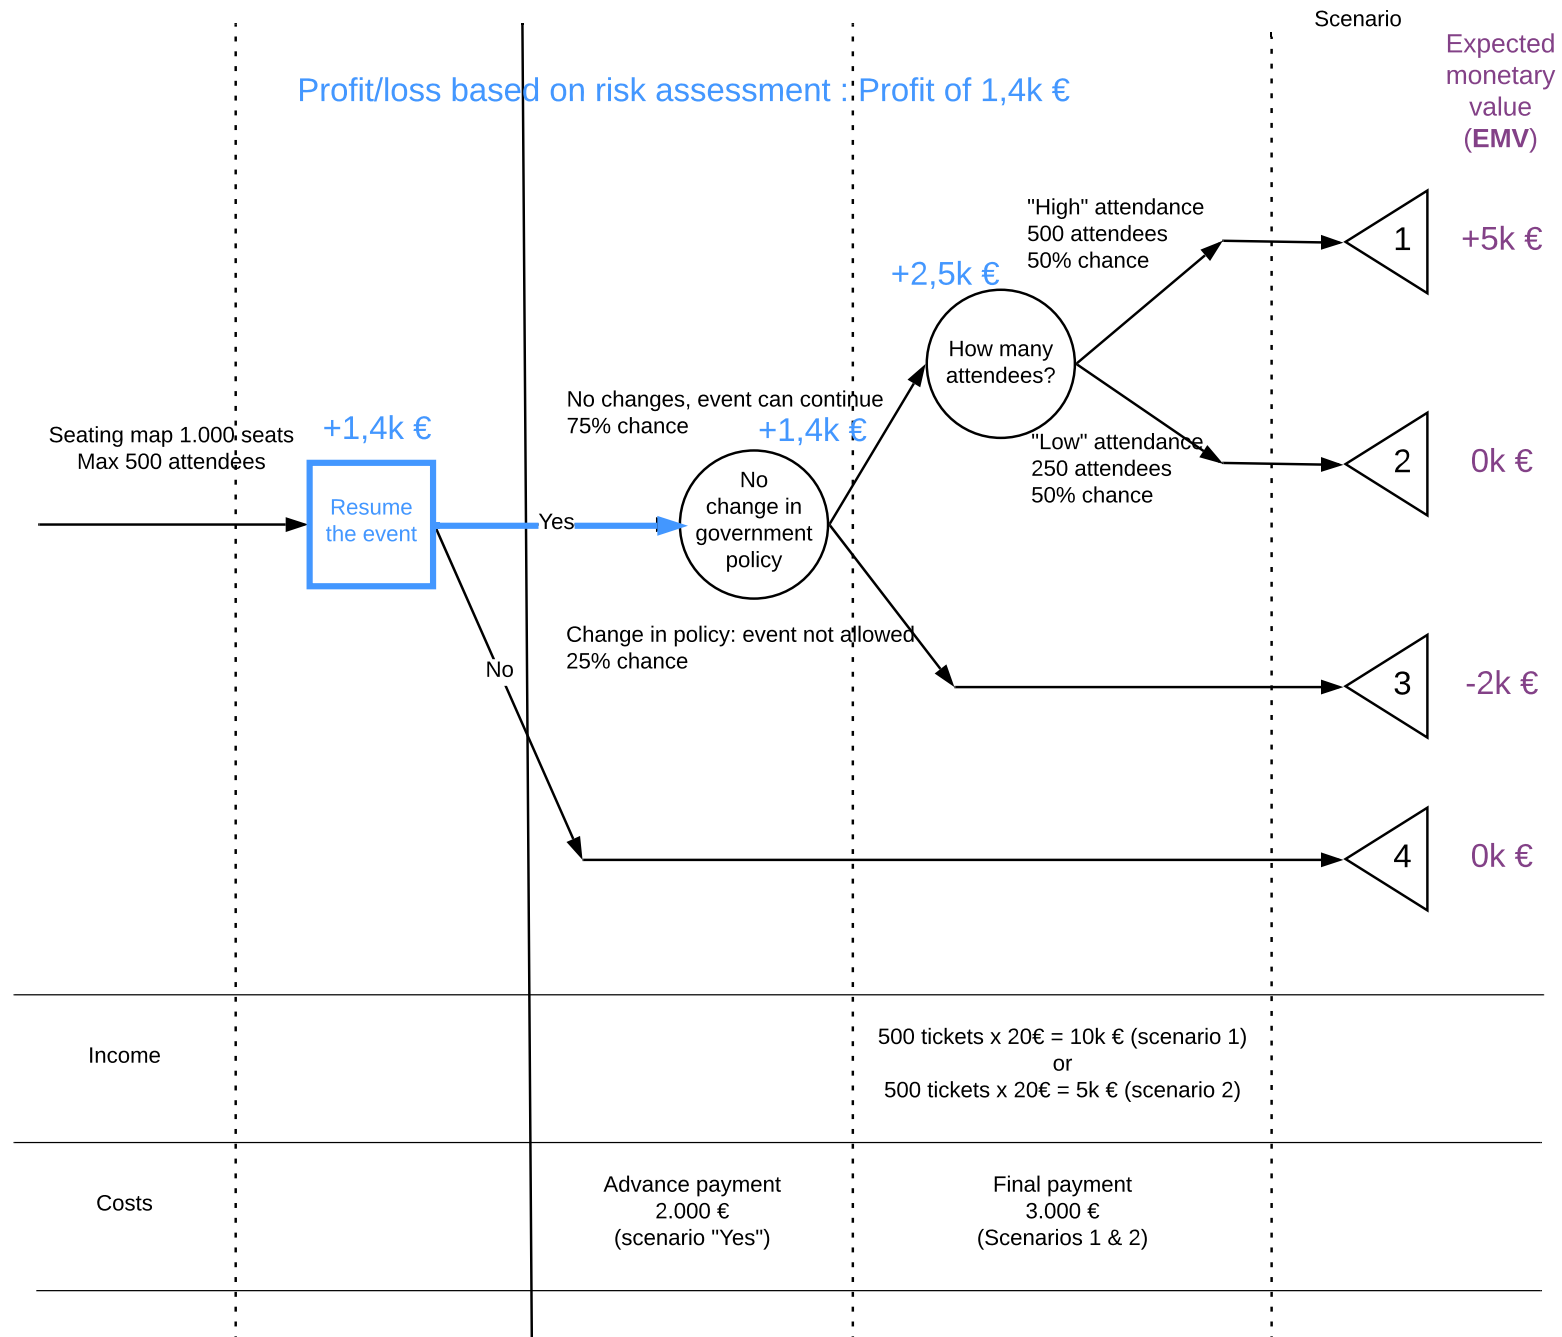 Scenario
Expected
monetary
value
(EMV)
Profit/loss based on risk assessment : Profit of 1,4k €
"High" attendance
500 attendees
50% chance
1
+5k €
+2,5k €
How many
attendees?
No changes, event can continue
75% chance
+1,4k €
"Low" attendance
250 attendees
50% chance
2
0k €
Seating map 1.000 seats
Max 500 attendees
+1,4k €
Resume
the event
Yes
No
change in
government
policy
Change in policy: event not allowed
25% chance
No
3
-2k €
4
0k €
Income
500 tickets x 20€ = 10k € (scenario 1)
or
500 tickets x 20€ = 5k € (scenario 2)
Costs
Advance payment
2.000 €
(scenario "Yes")
Final payment
3.000 €
(Scenarios 1 & 2)